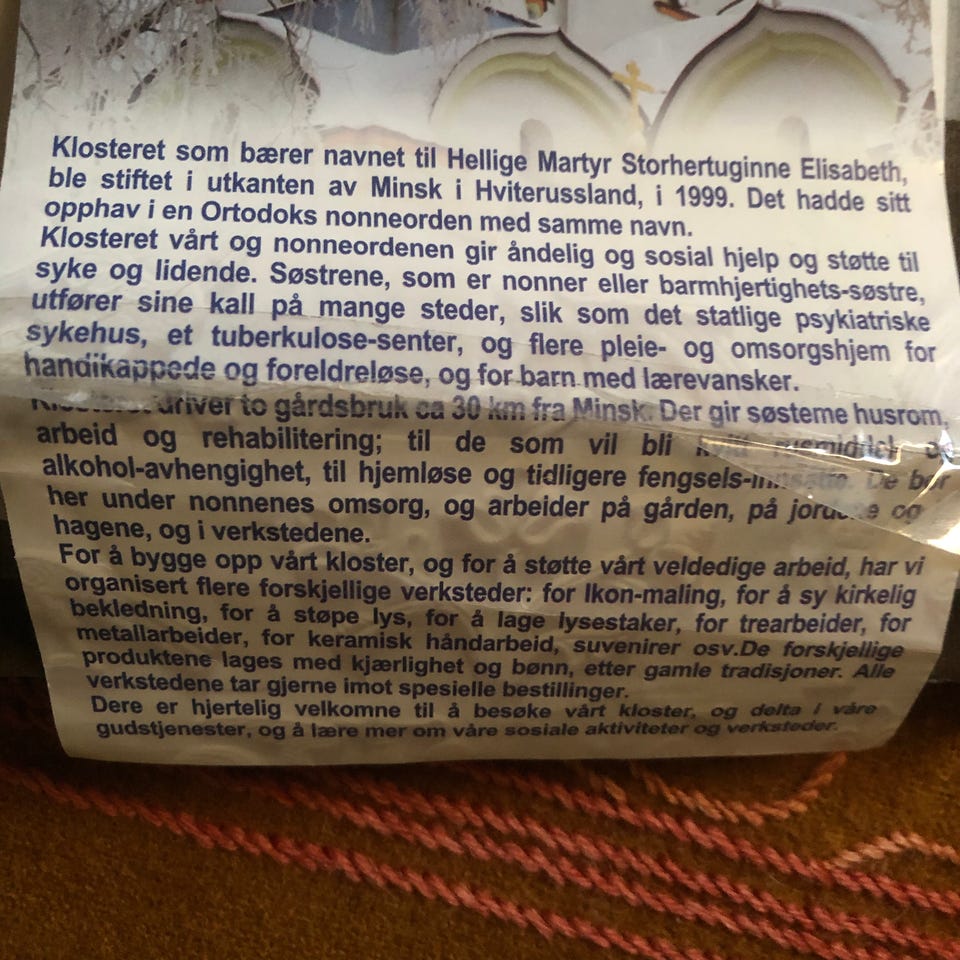 Klosteret som bærer navnet til Hellige Martyr Storhertuginne Elisabeth,
ble stiftet i utkanten av Minsk i Hviterussland, i 1999. Det hadde sitt
opphav i en Ortodoks nonneorden med samme navn.
Klosteret vårt og nonneordenen gir åndelig og sosial hjelp og støtte til
syke og lidende. Søstrene, som er nonner eller barmhjertighets-søstre,
utfører sine kall på mange steder, slik som det statlige psykiatriske
sykehus, et tuberkulose-senter, og flere pleie- og omsorgshjem for
handikappede og foreldreløse, og for barn med lærevansker.
Klosteret driver to gårdsbruk ca 30 km fra Minsk. Der gir søsterne husrom,
arbeid og rehabilitering; til de som vil bli
alkohol-avhengighet, til hjemløse og tidligere fengsels-innsatte. De bor
her under nonnenes omsorg, og arbeider på gården, på jordene og
hagene, og i verkstedene.
For å bygge opp vårt kloster, og for å støtte vårt veldedige arbeid, har vi
organisert flere forskjellige verksteder: for Ikon-maling, for å sy kirkelig
bekledning, for å støpe lys, for å lage lysestaker, for trearbeider, for
metallarbeider, for keramisk håndarbeid, suvenirer osv.De forskjellige
produktene lages med kjærlighet og bønn, etter gamle tradisjoner. Alle
verkstedene tar gjerne imot spesielle bestillinger.
Dere er hjertelig velkomne til å besøke vårt kloster, og delta i våre
gudstjenester, og å lære mer om våre sosiale aktiviteter og verksteder.